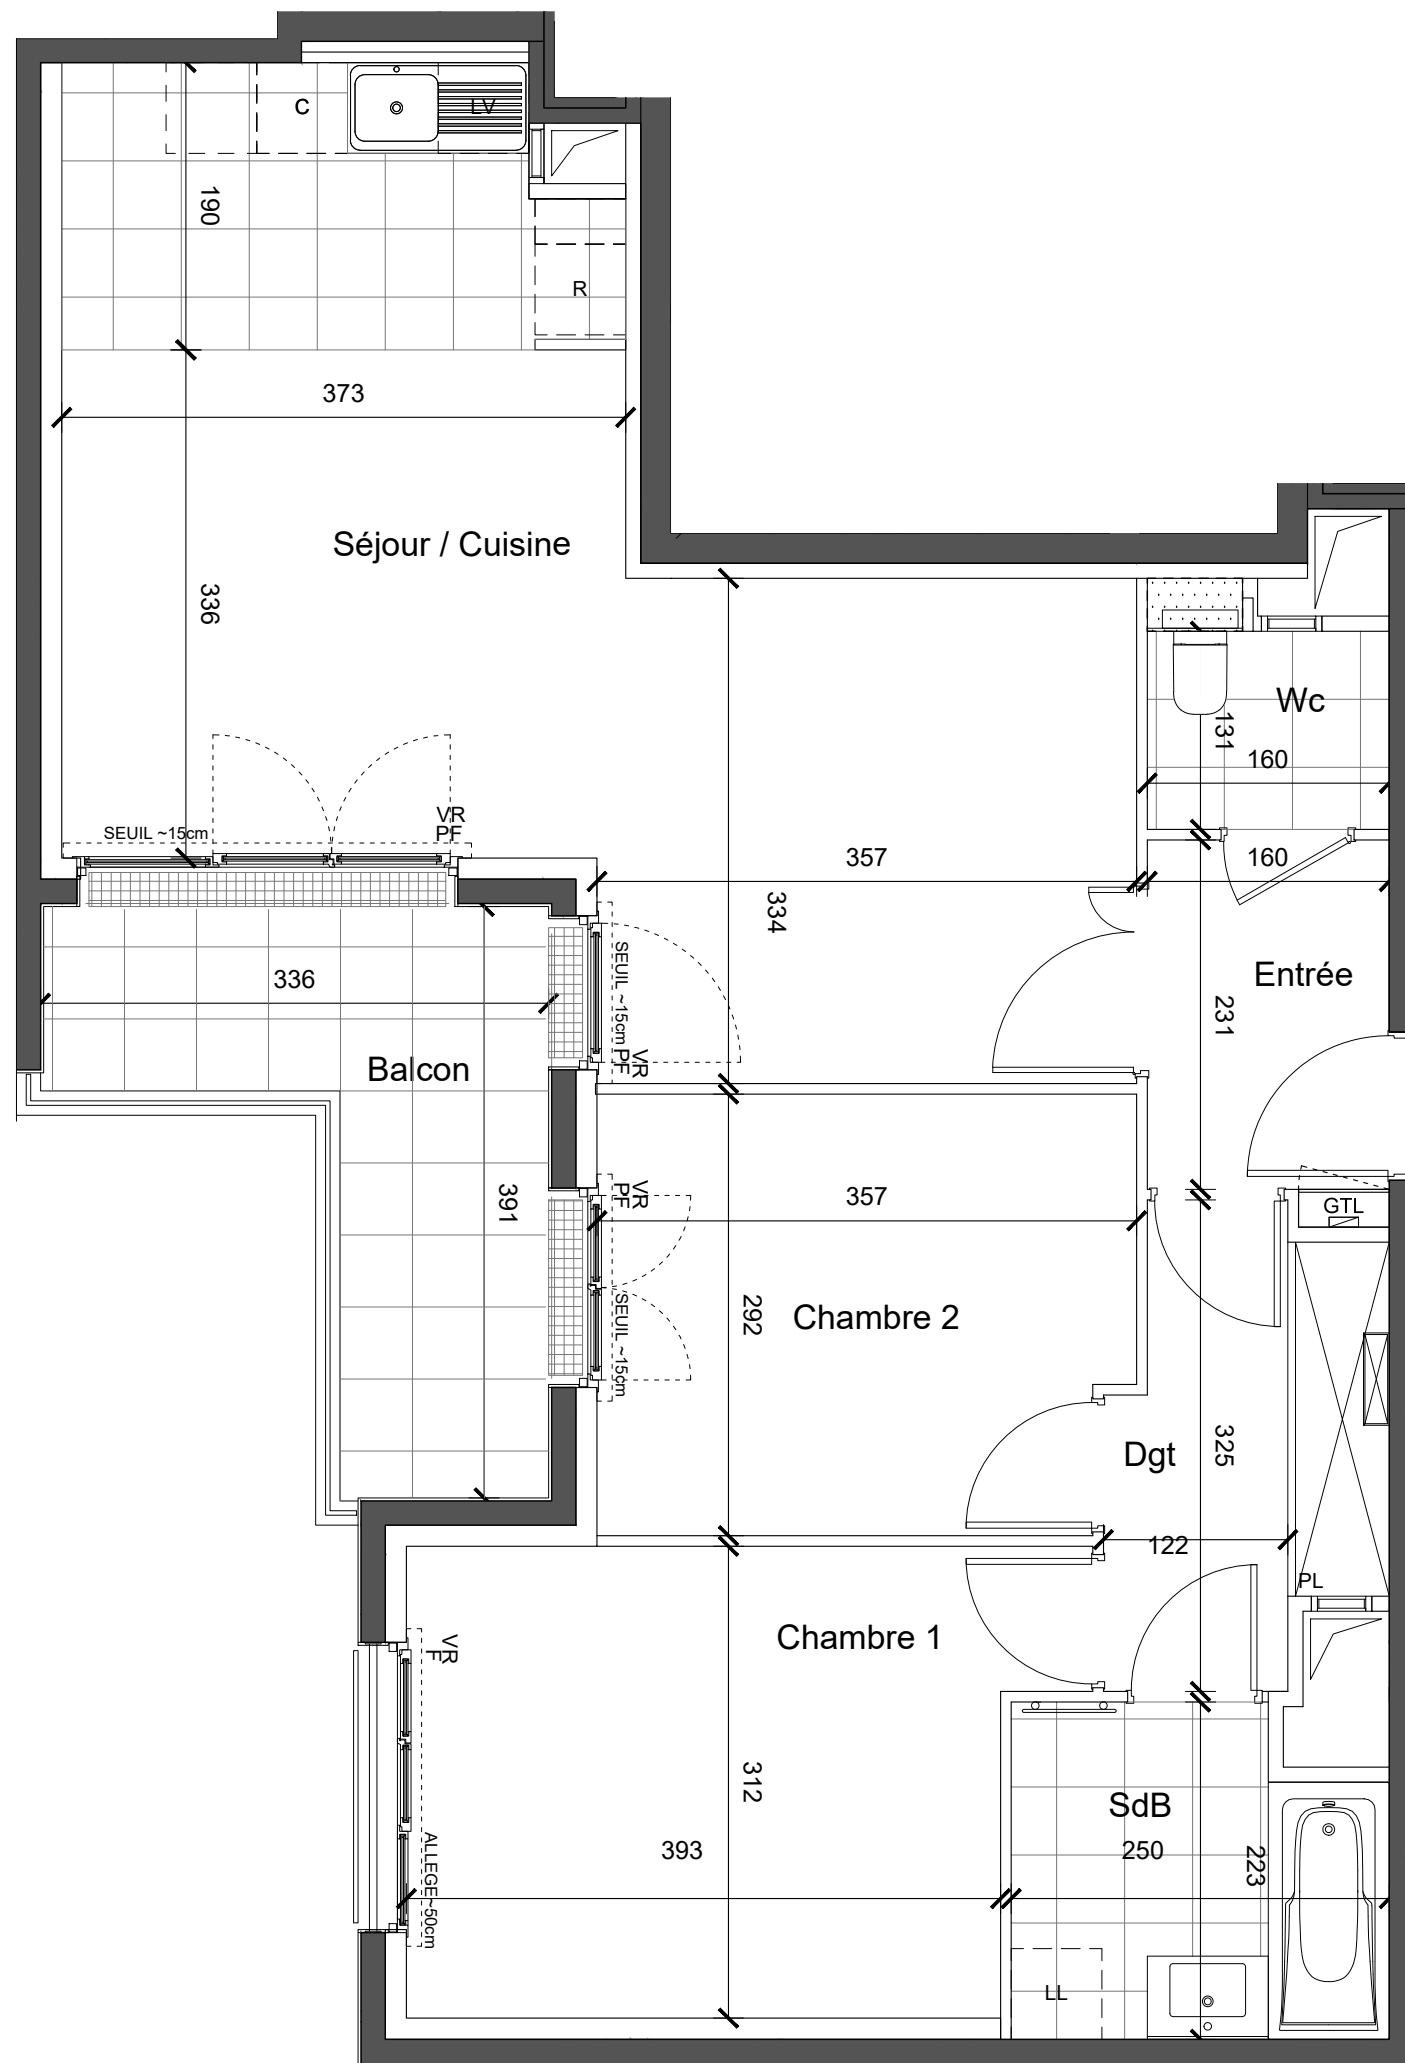 C
LV
190
R
373
Séjour / Cuisine
336
Wc
131
160
SEUIL ~15cm
VR
PF
357
160
334
SEUIL ~15cm
VR
PF
Entrée
231
336
Balcon
391
VR
PF
357
GTL
SEUIL ~15cm
292
Chambre 2
Dgt
325
122
PL
Chambre 1
VR
F
312
SdB
ALLEGE~50cm
393
250
223
LL